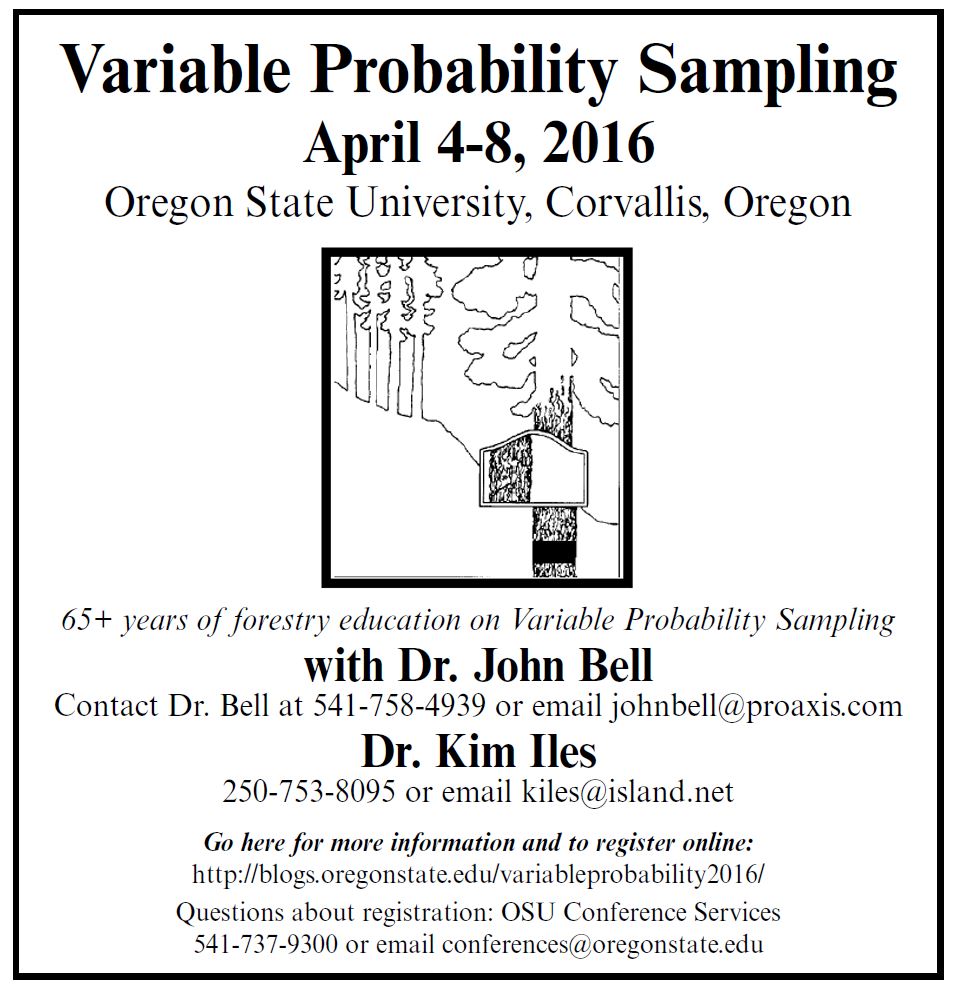 Variable Probability Sampling
April 4-8, 2016
Oregon State University, Corvallis, Oregon
65+ years of forestry education on Variable Probability Sampling
with Dr. John Bell
Contact Dr. Bell at 541-758-4939 or email johnbell@proaxis.com
Dr. Kim Iles
250-753-8095 or email kiles@island.net
Go here for more information and to register online:
http://blogs.oregonstate.edu/variableprobability2016/
Questions about registration: OSU Conference Services
541-737-9300 or email conferences@oregonstate.edu